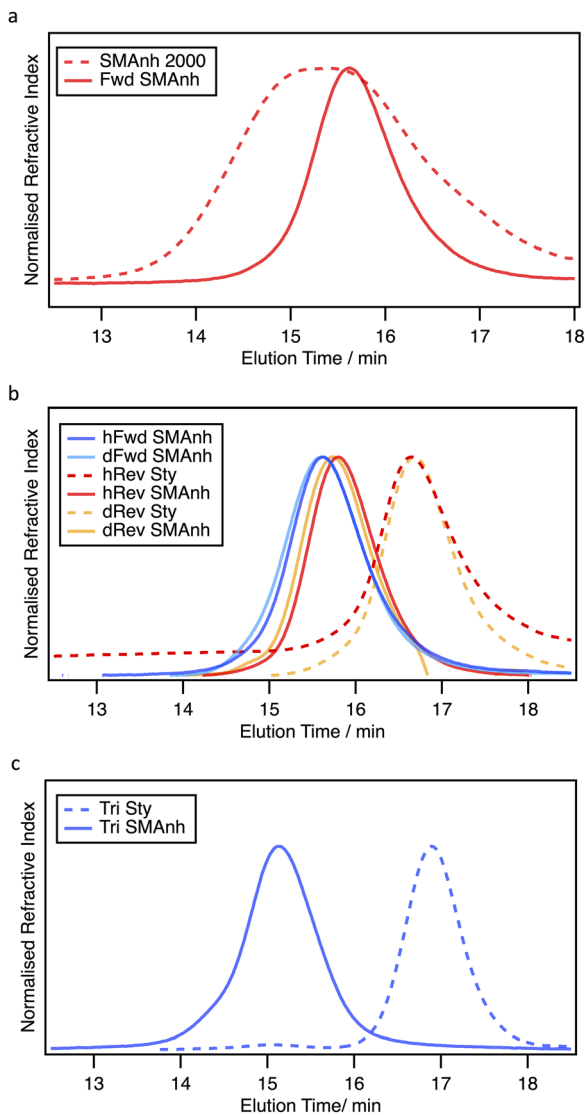 a
SMAnh 2000
Fwd SMAnh
Normalised Refractive Index
13 14 15 16 17 18
Elution Time / min
b
hFwd SMAnh
dFwd SMAnh
hRev Sty
hRev SMAnh
dRev Sty
dRev SMAnh
Normalised Refractive Index
13 14 15 16 17 18
Elution Time / min
c
Tri Sty
Tri SMAnh
Normalised Refractive Index
13 14 15 16 17 18
Elution Time/ min